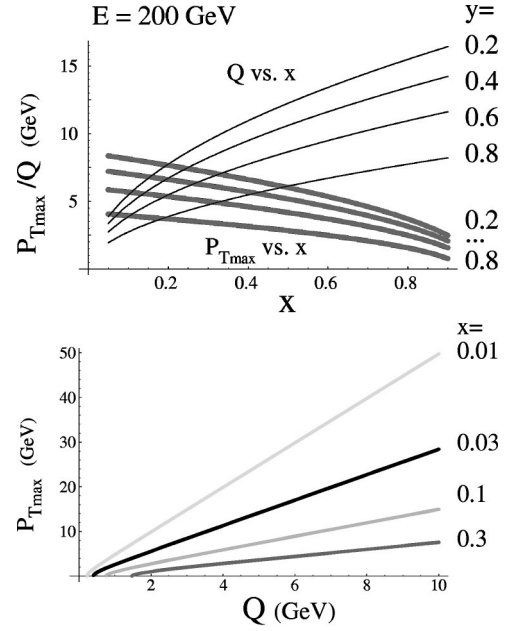 E = 200 GeV
y=
15
10
5
0.2
0.4
0.6
0.8
Q vs. x
P_Tmax vs. x
0.2
...
0.8
P_Tmax /Q (GeV)
0.2 0.4 0.6 0.8
X
x=
50
40
30
20
10
0.01
0.03
0.1
0.3
P_Tmax (GeV)
2 4 6 8 10
Q (GeV)